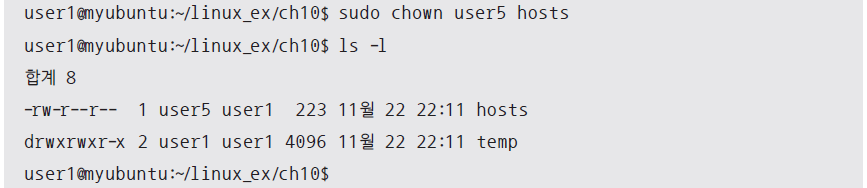 user1@myubuntu:~/linux_ex/ch10$ sudo chown user5 hosts
user1@myubuntu:~/linux_ex/ch10$ ls -l
합계 8
-rw-r--r-- 1 user5 user1 223 11월 22 22:11 hosts
drwxrwxr-x 2 user1 user1 4096 11월 22 22:11 temp
user1@myubuntu:~/linux_ex/ch10$